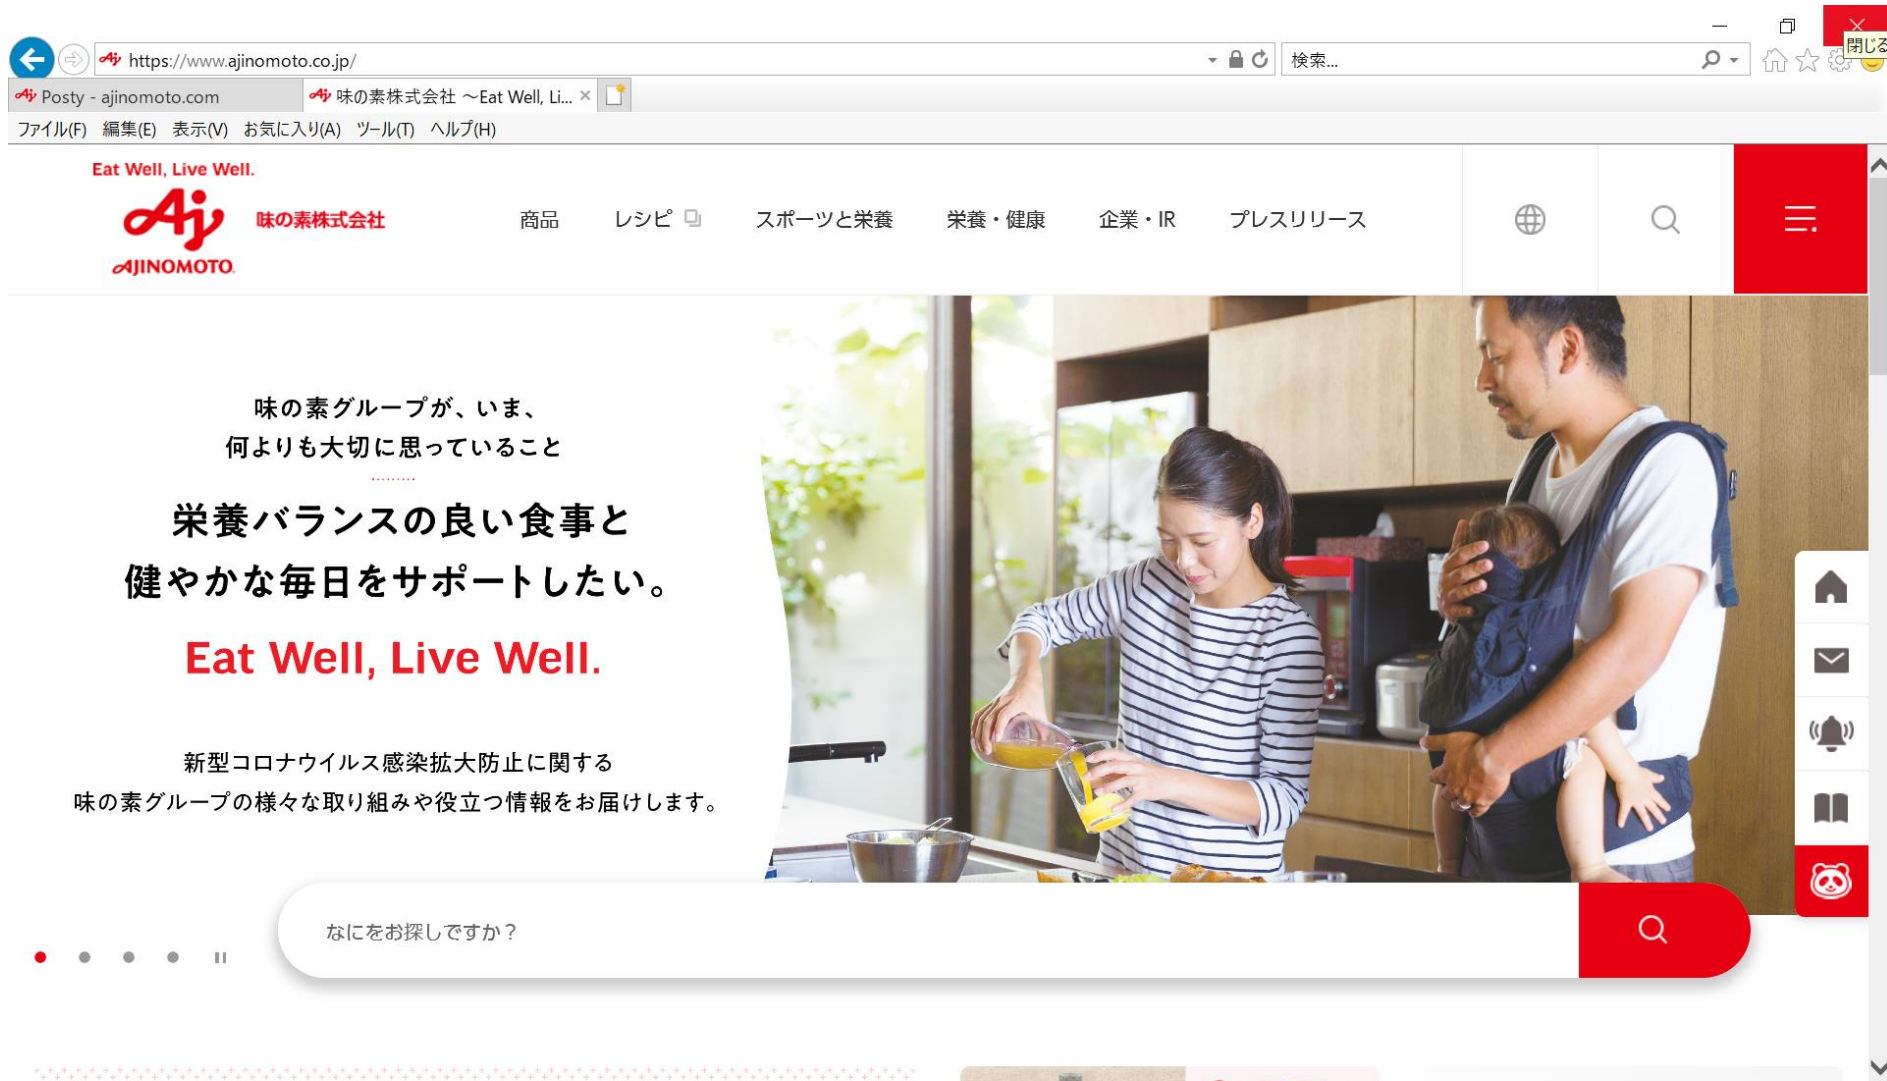 閉じる
https://www.ajinomoto.co.jp/
検索...
Posty - ajinomoto.com
味の素株式会社 ～Eat Well, Li...
ファイル(F) 編集(E) 表示(V) お気に入り(A) ツール(T) ヘルプ(H)
Eat Well, Live Well.
Aj
味の素株式会社
AJINOMOTO.
商品 レシピ スポーツと栄養 栄養・健康 企業・IR プレスリリース
味の素グループが、いま、
何よりも大切に思っていること
栄養バランスの良い食事と
健やかな毎日をサポートしたい。
Eat Well, Live Well.
新型コロナウイルス感染拡大防止に関する
味の素グループの様々な取り組みや役立つ情報をお届けします。
なにをお探しですか？